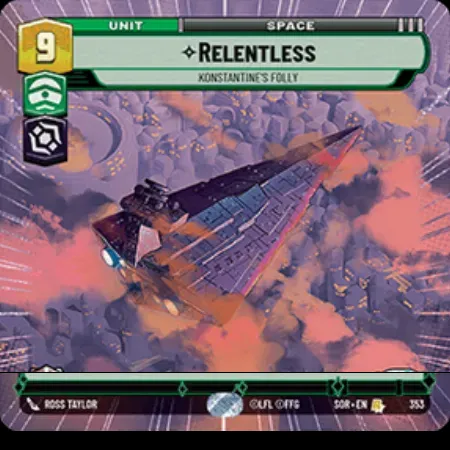 UNIT
SPACE
9
RELENTLESS
KONSTANTINE'S FOLLY
ROSS TAYLOR
©LFL ©FFG
SOR • EN
353